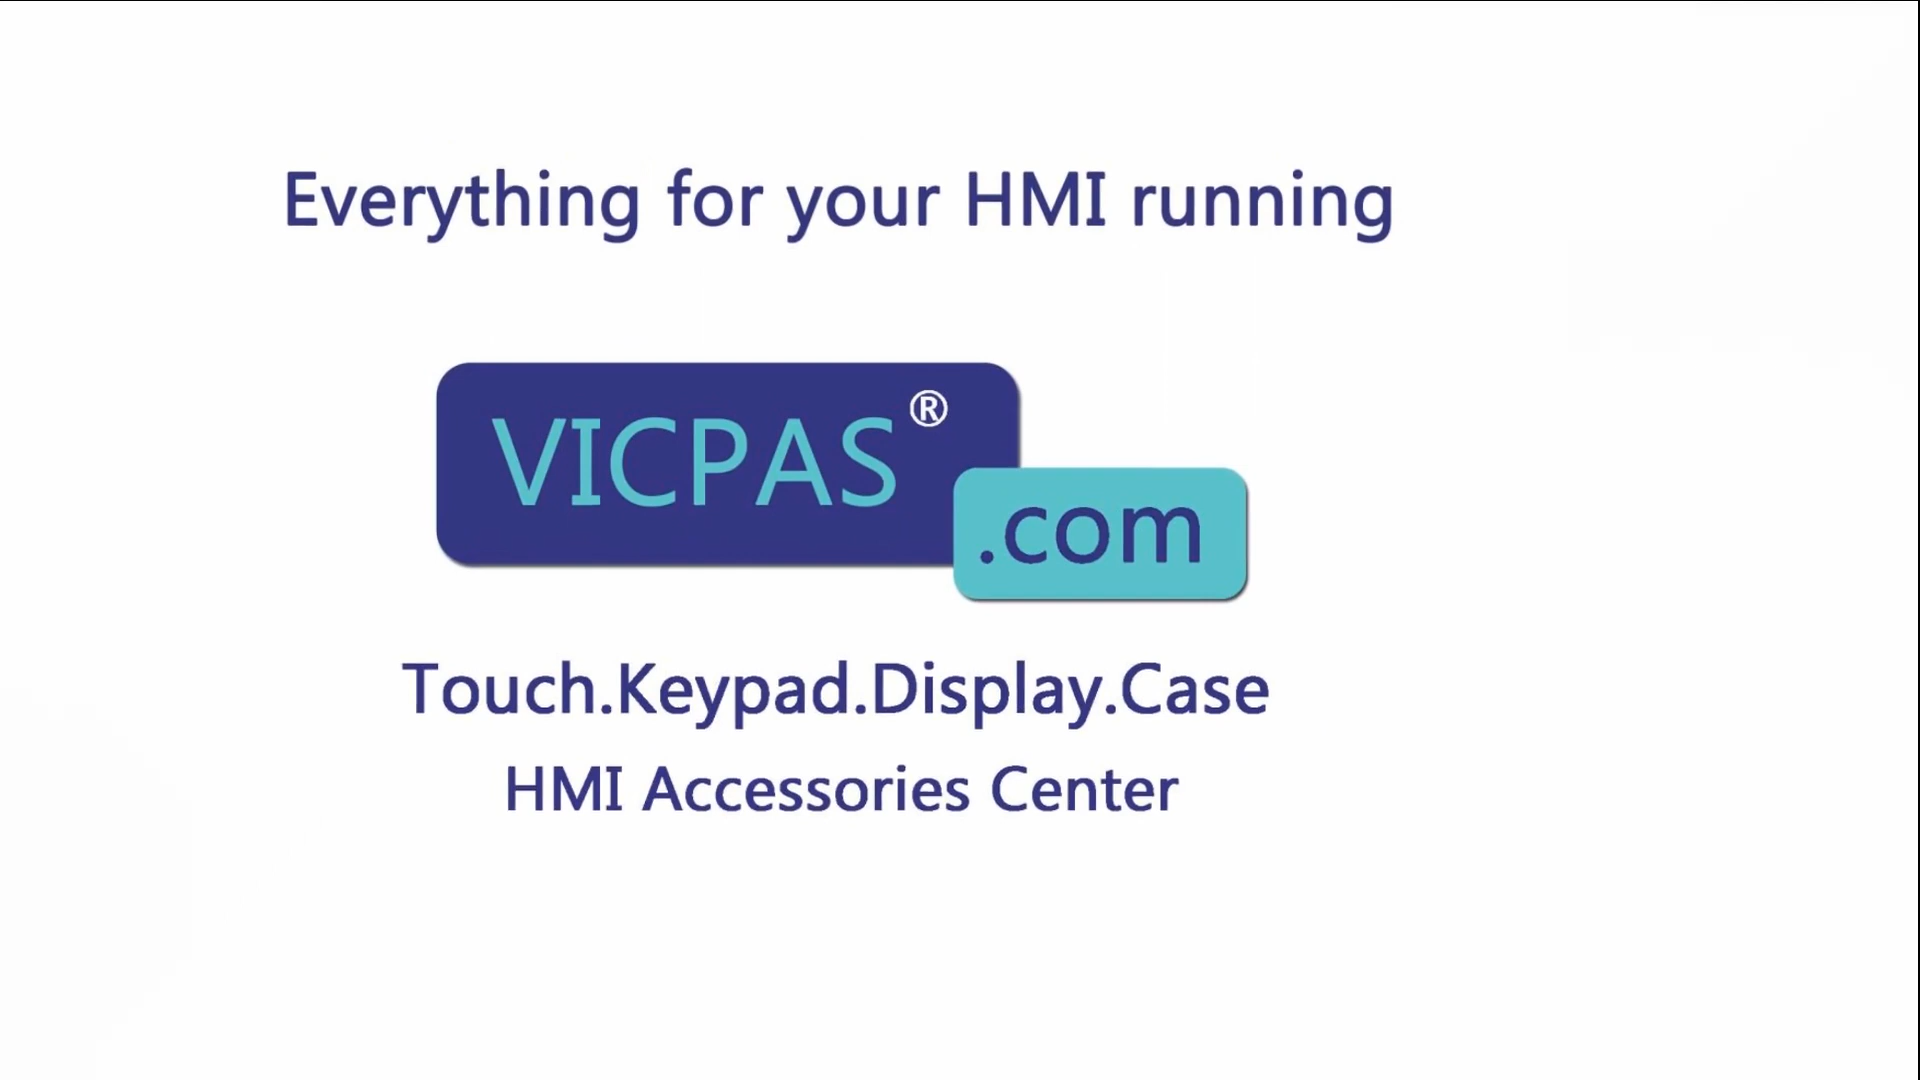 Everything for your HMI running
VICPAS®
.com
Touch.Keypad.Display.Case
HMI Accessories Center